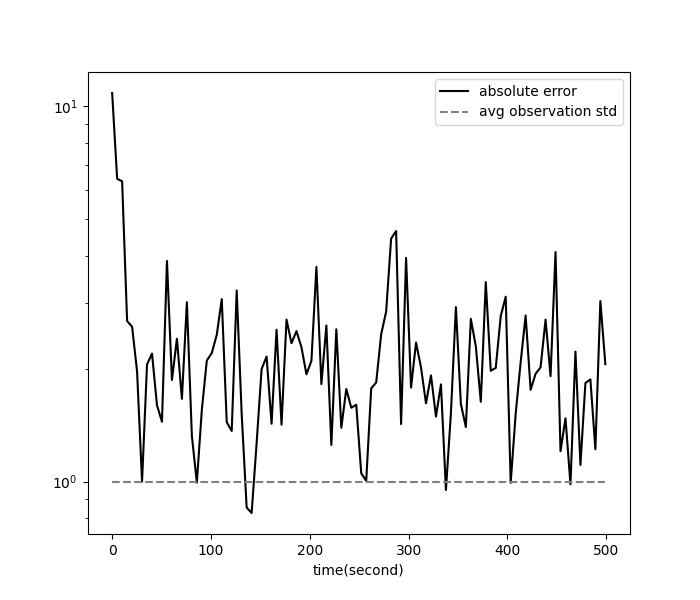 absolute error
avg observation std
10¹
10⁰
0 100 200 300 400 500
time(second)